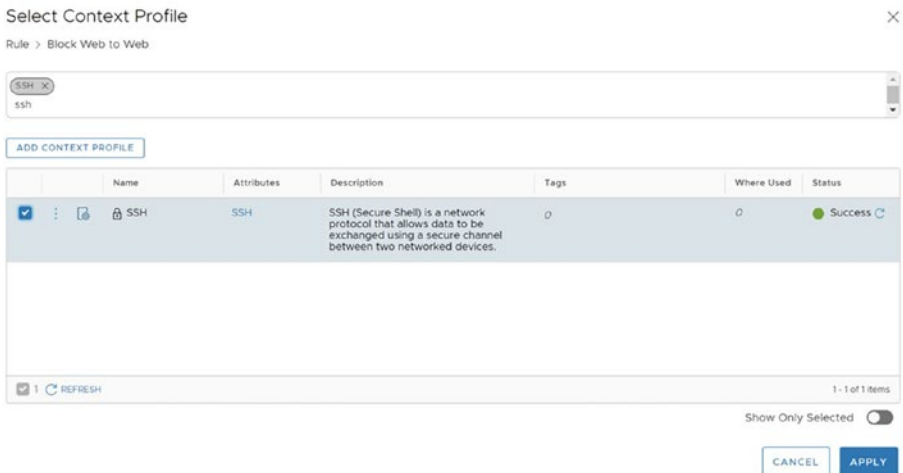 Select Context Profile
Rule > Block Web to Web
SSH X
ssh
ADD CONTEXT PROFILE
Name Attributes Description Tags Where Used Status
SSH SSH SSH (Secure Shell) is a network 0 0 Success
protocol that allows data to be
exchanged using a secure channel
between two networked devices.
1 REFRESH 1 - 1 of 1 items
Show Only Selected
CANCEL APPLY